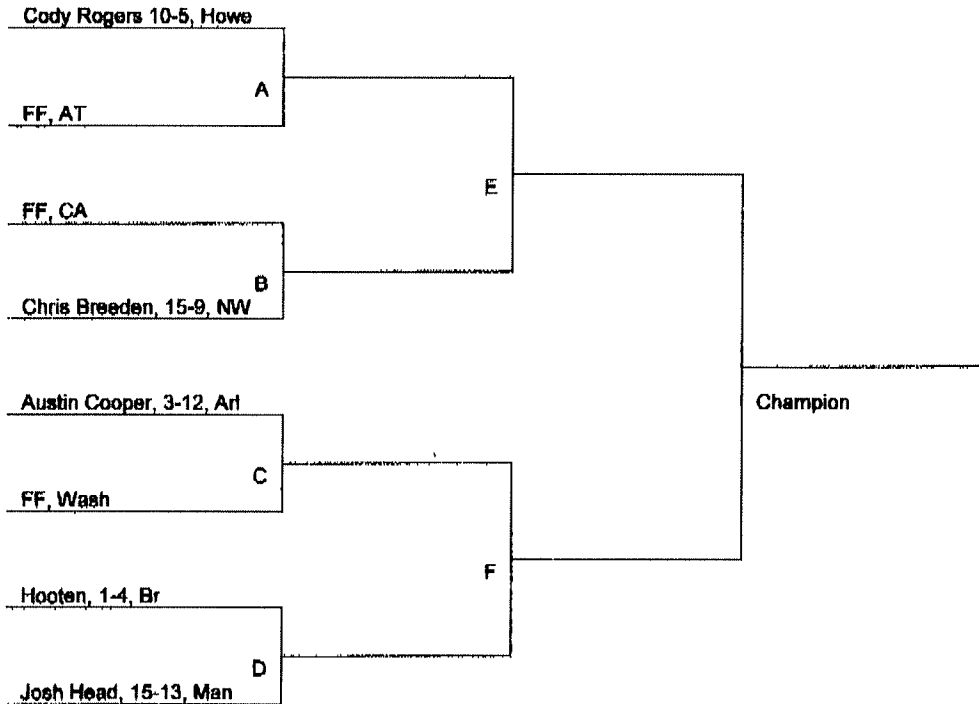 Cody Rogers 10-5, Howe
A
FF, AT
E
FF, CA
B
Chris Breeden, 15-9, NW
Austin Cooper, 3-12, Arl
Champion
C
FF, Wash
F
Hooten, 1-4, Br
D
Josh Head, 15-13, Man